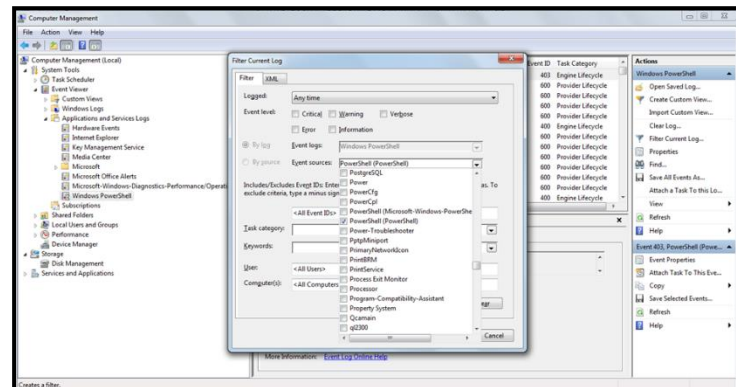 Computer Management
File Action View Help
Computer Management (Local)
System Tools
Task Scheduler
Event Viewer
Custom Views
Windows Logs
Applications and Services Logs
Hardware Events
Internet Explorer
Key Management Service
Media Center
Microsoft
Microsoft Office Alerts
Microsoft-Windows-Diagnostics-Performance/Operati
Windows PowerShell
Subscriptions
Shared Folders
Local Users and Groups
Performance
Device Manager
Storage
Disk Management
Services and Applications
Filter Current Log
Filter XML
Logged: Any time
Event level: Critical Warning Verbose
Error Information
By log Event logs: Windows PowerShell
By source Event sources: PowerShell (PowerShell)
PostgreSQL
Power
PowerCfg
PowerCpl
PowerShell (Microsoft-Windows-PowerShe
PowerShell (PowerShell)
Power-Troubleshooter
PptpMiniport
PrimaryNetworkIcon
PrintBRM
PrintService
Process Exit Monitor
Processor
Program-Compatibility-Assistant
Property System
Qcamain
ql2300
Includes/Excludes Event IDs: Enter as. To
exclude criteria, type a minus sign
<All Event IDs>
Task category:
Keywords:
User: <All Users>
Computer(s): <All Computers
Cancel
More Information: Event Log Online Help
Event ID Task Category
403 Engine Lifecycle
600 Provider Lifecycle
600 Provider Lifecycle
600 Provider Lifecycle
600 Provider Lifecycle
600 Provider Lifecycle
600 Provider Lifecycle
600 Provider Lifecycle
600 Provider Lifecycle
600 Provider Lifecycle
600 Provider Lifecycle
400 Engine Lifecycle
Actions
Windows PowerShell
Open Saved Log...
Create Custom View...
Import Custom View...
Clear Log...
Filter Current Log...
Properties
Find...
Save All Events As...
Attach a Task To this Lo...
View
Refresh
Help
Event 403, PowerShell (Powe...
Event Properties
Attach Task To This Eve...
Copy
Save Selected Events...
Refresh
Help
Creates a filter.